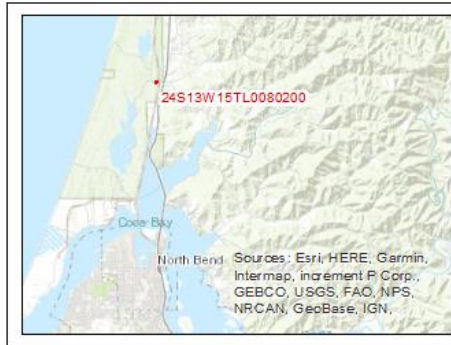 24S13W15TL0080200
Coos Bay
North Bend
Sources: Esri, HERE, Garmin,
Intermap, increment P Corp.,
GEBCO, USGS, FAO, NPS,
NRCAN, GeoBase, IGN,